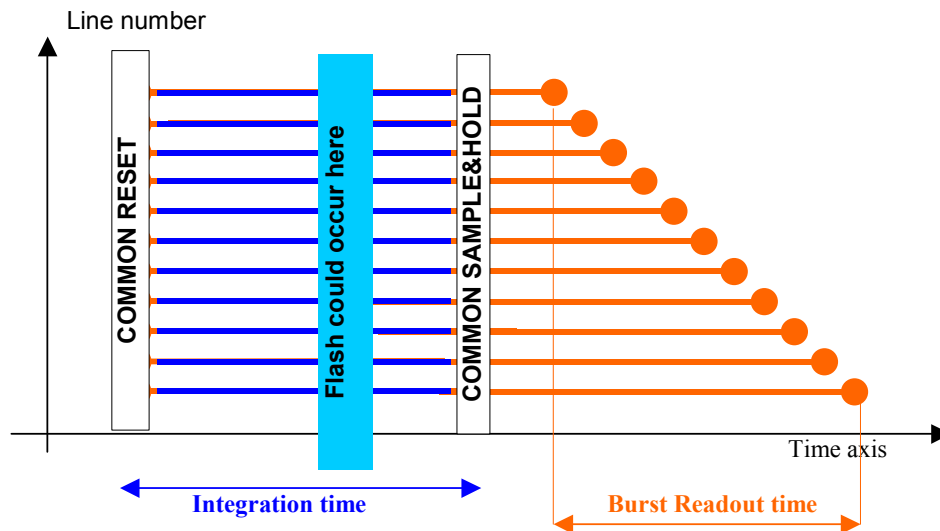 Line number
COMMON RESET
Flash could occur here
COMMON SAMPLE&HOLD
Time axis
Integration time
Burst Readout time